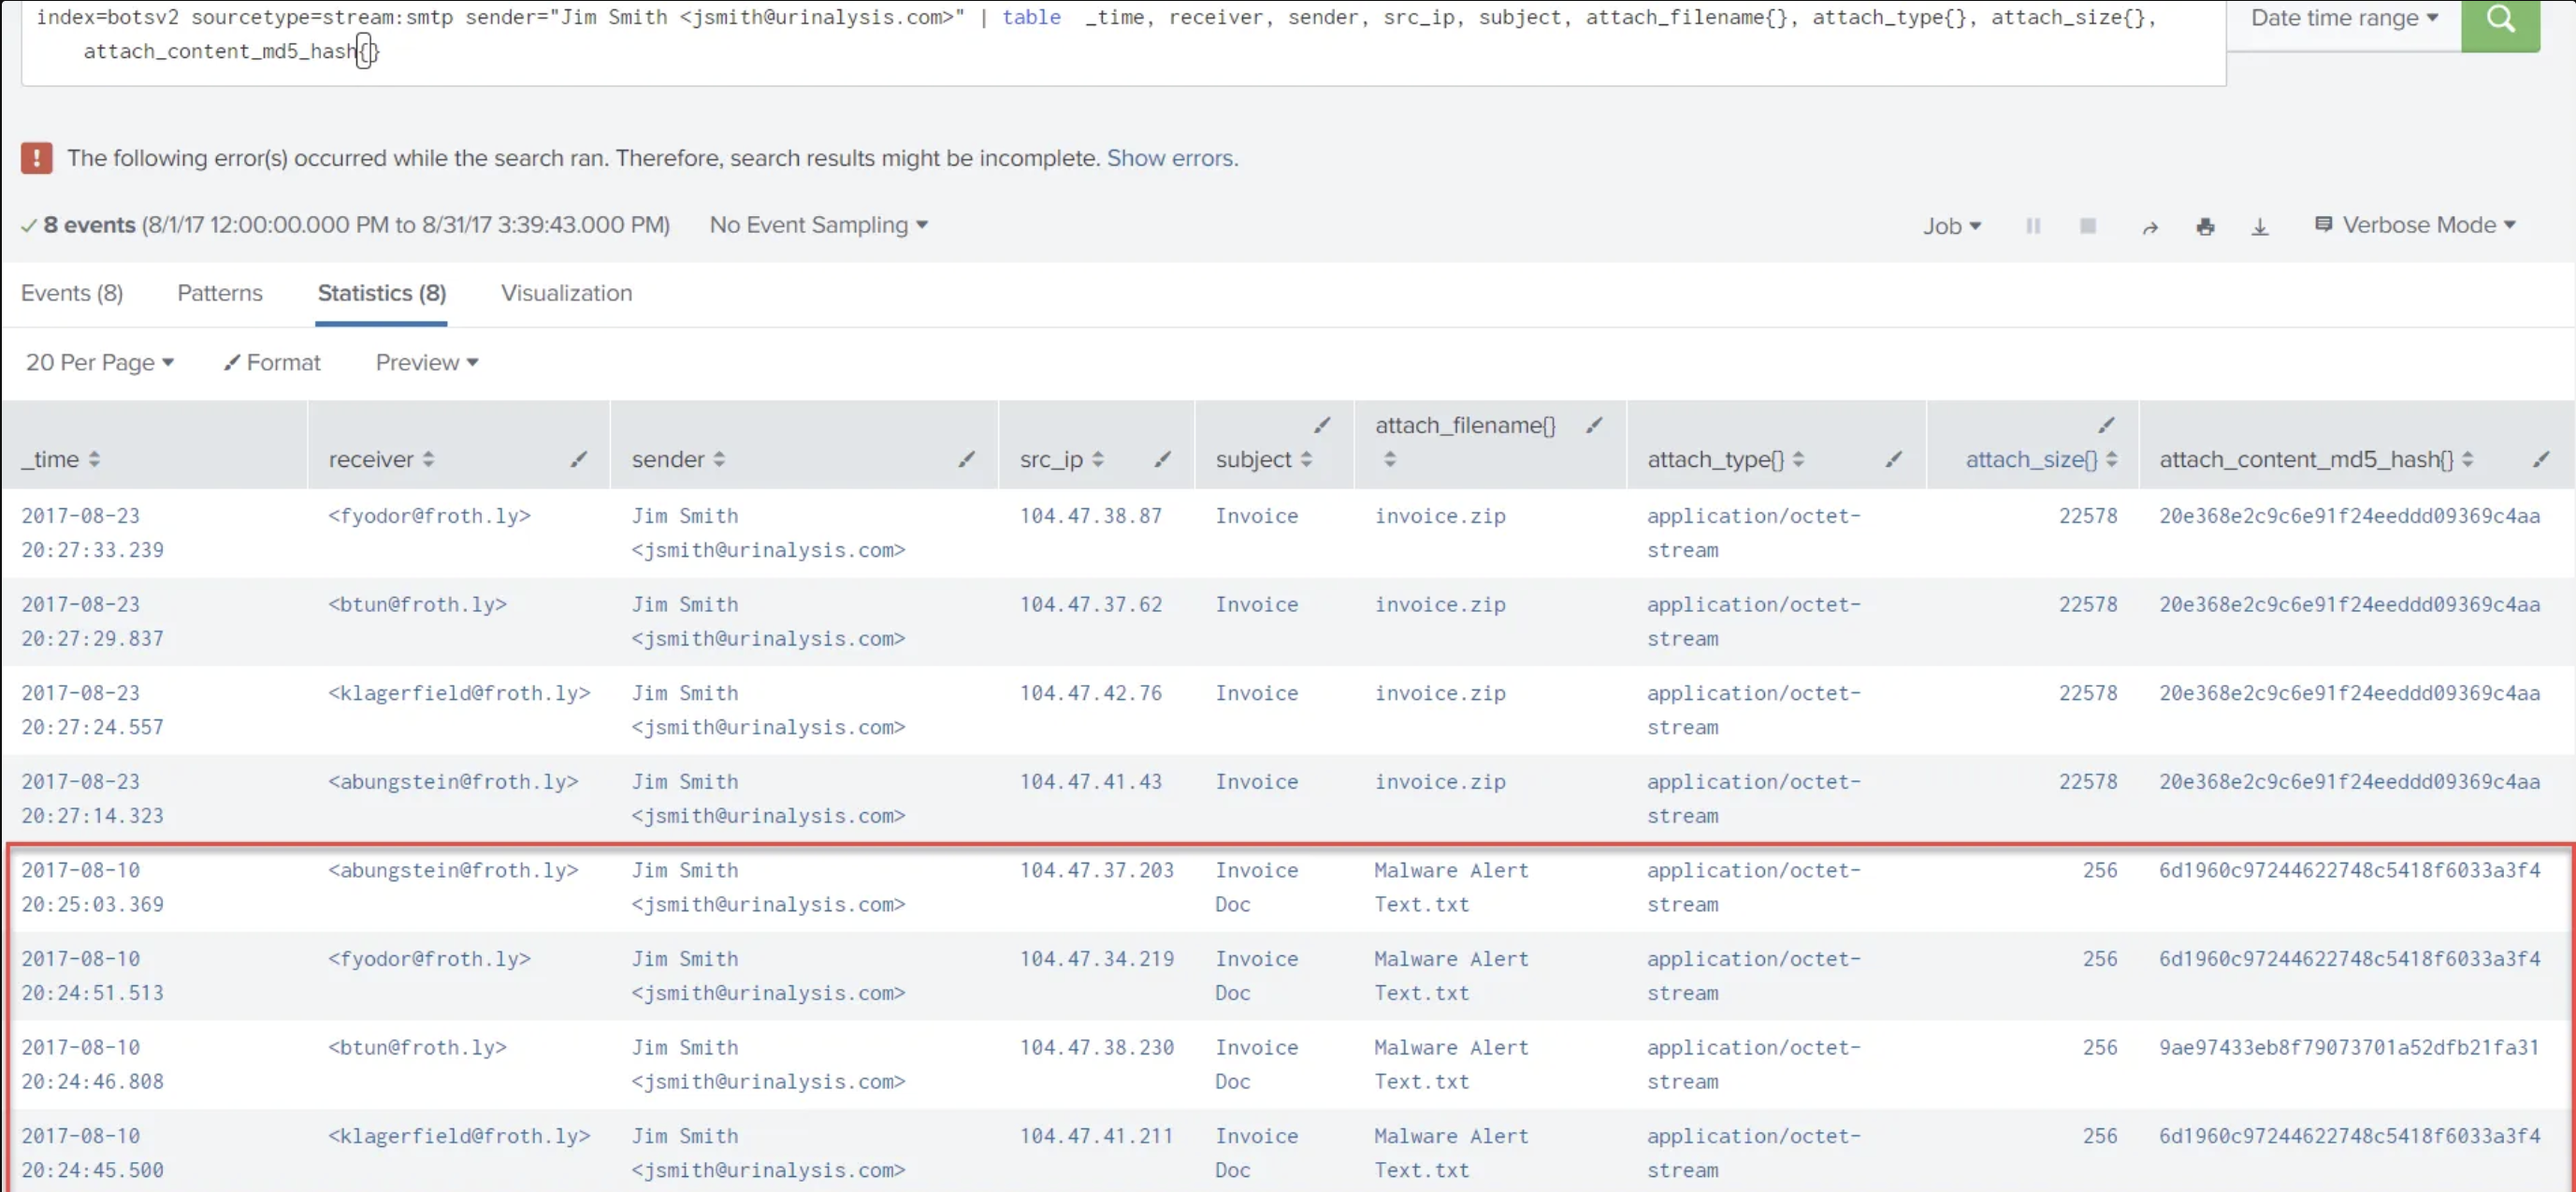 index=botsv2 sourcetype=stream:smtp sender="Jim Smith <jsmith@urinalysis.com>" | table _time, receiver, sender, src_ip, subject, attach_filename{}, attach_type{}, attach_size{},
attach_content_md5_hash{}
Date time range
The following error(s) occurred while the search ran. Therefore, search results might be incomplete. Show errors.
8 events (8/1/17 12:00:00.000 PM to 8/31/17 3:39:43.000 PM) No Event Sampling Job Verbose Mode
Events (8) Patterns Statistics (8) Visualization
20 Per Page Format Preview
attach_filename{}
_time receiver sender src_ip subject attach_type{} attach_size{} attach_content_md5_hash{}
2017-08-23 <fyodor@froth.ly> Jim Smith 104.47.38.87 Invoice invoice.zip application/octet- 22578 20e368e2c9c6e91f24eeddd09369c4aa
20:27:33.239 <jsmith@urinalysis.com> stream
2017-08-23 <btun@froth.ly> Jim Smith 104.47.37.62 Invoice invoice.zip application/octet- 22578 20e368e2c9c6e91f24eeddd09369c4aa
20:27:29.837 <jsmith@urinalysis.com> stream
2017-08-23 <klagerfield@froth.ly> Jim Smith 104.47.42.76 Invoice invoice.zip application/octet- 22578 20e368e2c9c6e91f24eeddd09369c4aa
20:27:24.557 <jsmith@urinalysis.com> stream
2017-08-23 <abungstein@froth.ly> Jim Smith 104.47.41.43 Invoice invoice.zip application/octet- 22578 20e368e2c9c6e91f24eeddd09369c4aa
20:27:14.323 <jsmith@urinalysis.com> stream
2017-08-10 <abungstein@froth.ly> Jim Smith 104.47.37.203 Invoice Malware Alert application/octet- 256 6d1960c97244622748c5418f6033a3f4
20:25:03.369 <jsmith@urinalysis.com> Doc Text.txt stream
2017-08-10 <fyodor@froth.ly> Jim Smith 104.47.34.219 Invoice Malware Alert application/octet- 256 6d1960c97244622748c5418f6033a3f4
20:24:51.513 <jsmith@urinalysis.com> Doc Text.txt stream
2017-08-10 <btun@froth.ly> Jim Smith 104.47.38.230 Invoice Malware Alert application/octet- 256 9ae97433eb8f79073701a52dfb21fa31
20:24:46.808 <jsmith@urinalysis.com> Doc Text.txt stream
2017-08-10 <klagerfield@froth.ly> Jim Smith 104.47.41.211 Invoice Malware Alert application/octet- 256 6d1960c97244622748c5418f6033a3f4
20:24:45.500 <jsmith@urinalysis.com> Doc Text.txt stream